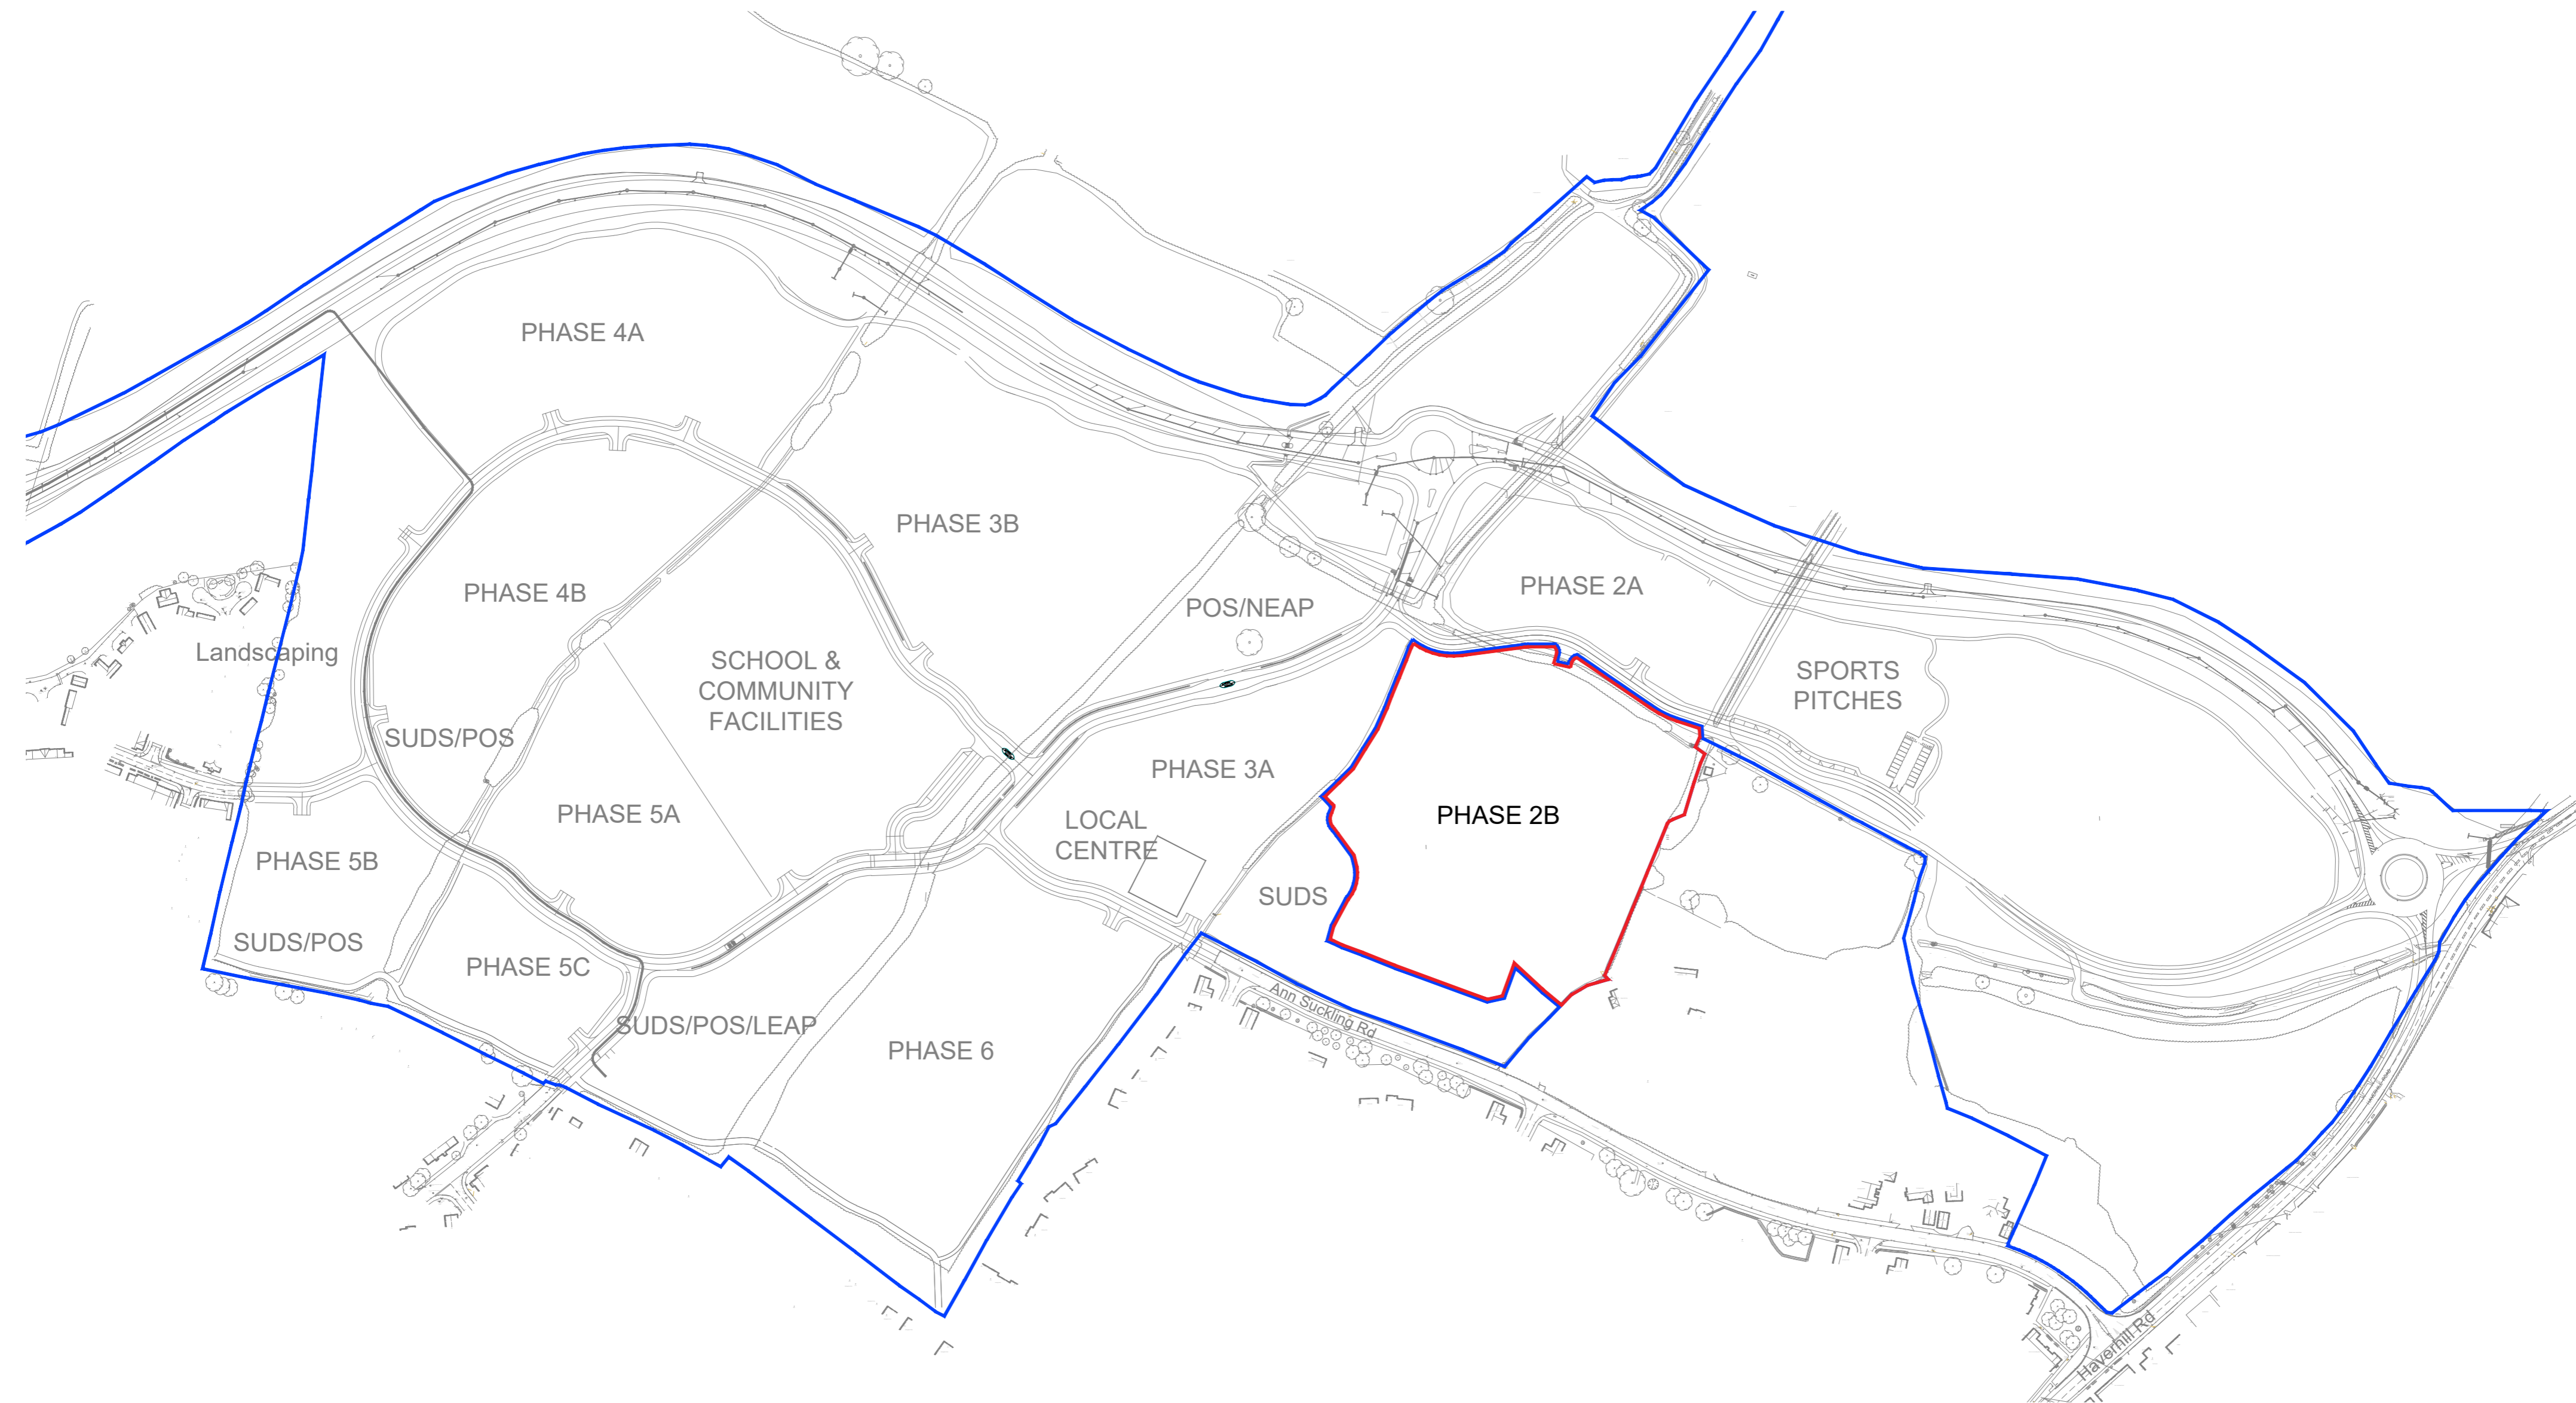 PHASE 4A
PHASE 3B
PHASE 2A
PHASE 4B
POS/NEAP
Landscaping
SCHOOL &
COMMUNITY
FACILITIES
SPORTS
PITCHES
SUDS/POS
PHASE 3A
PHASE 5A
LOCAL
CENTRE
PHASE 2B
PHASE 5B
SUDS
SUDS/POS
PHASE 5C
Ann Suckling Rd
SUDS/POS/LEAP
PHASE 6
Haverhill Rd